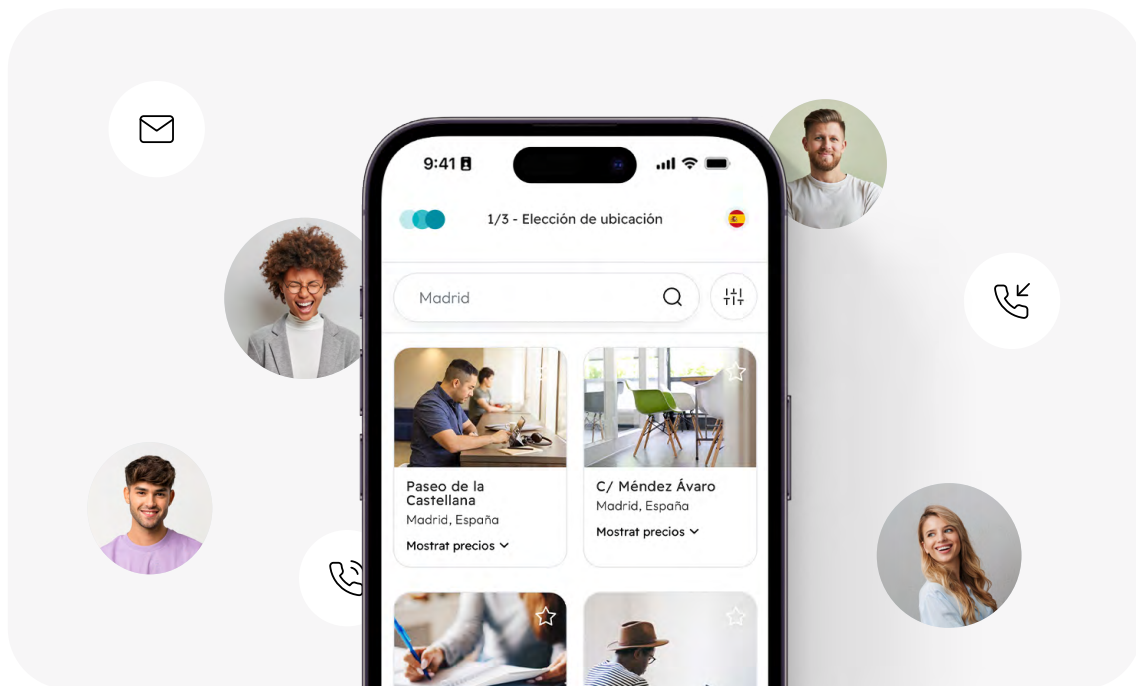 9:41
1/3 - Elección de ubicación
Madrid
Paseo de la
Castellana
Madrid, España
Mostrat precios
C/ Méndez Ávaro
Madrid, España
Mostrat precios